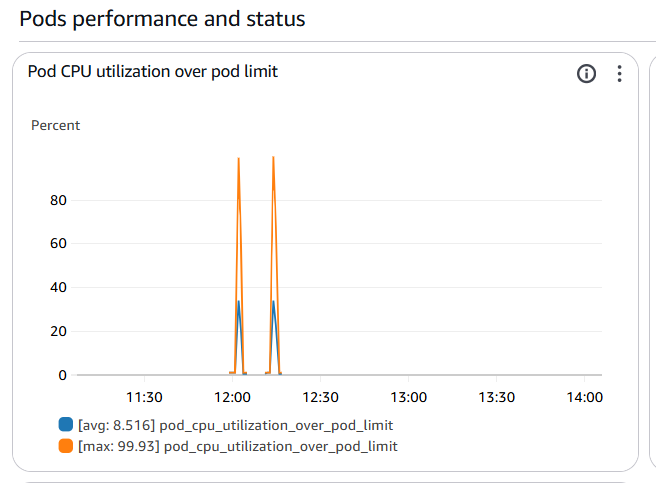 Pods performance and status
Pod CPU utilization over pod limit
Percent
80
60
40
20
0
11:30 12:00 12:30 13:00 13:30 14:00
[avg: 8.516] pod_cpu_utilization_over_pod_limit
[max: 99.93] pod_cpu_utilization_over_pod_limit